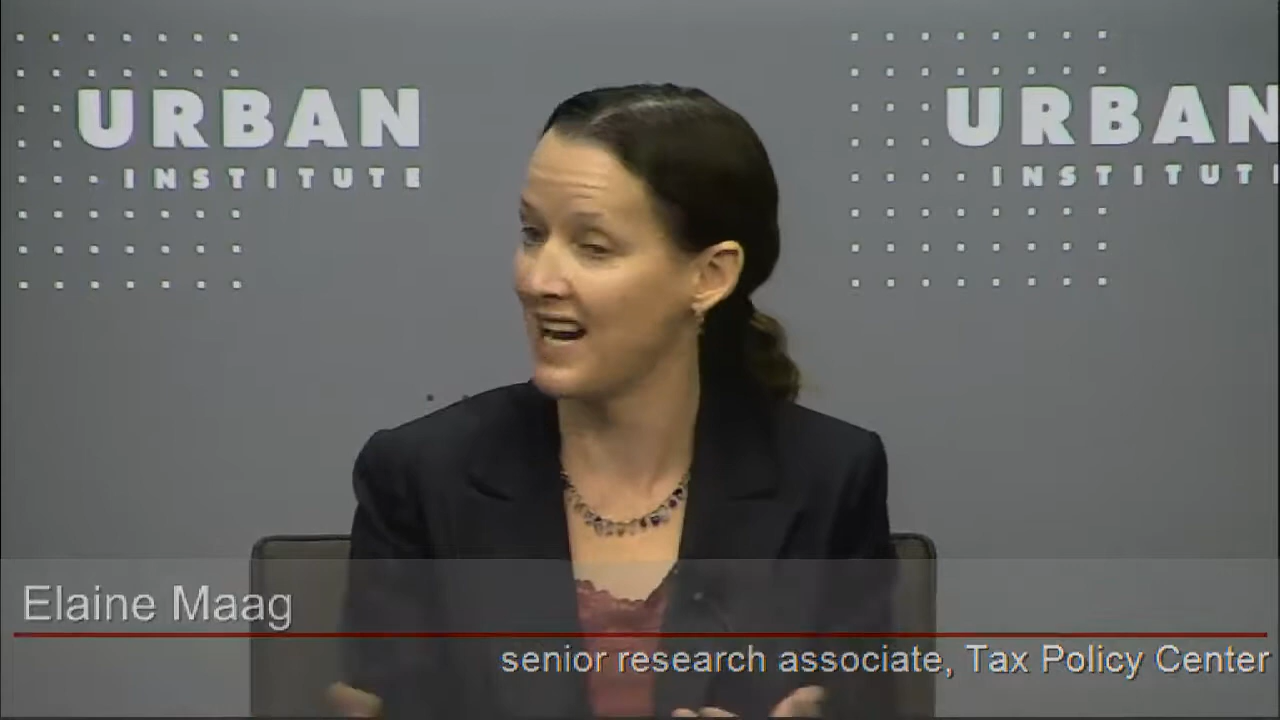 URBAN
INSTITUTE
URBAN
INSTITUT
Elaine Maag
senior research associate, Tax Policy Center